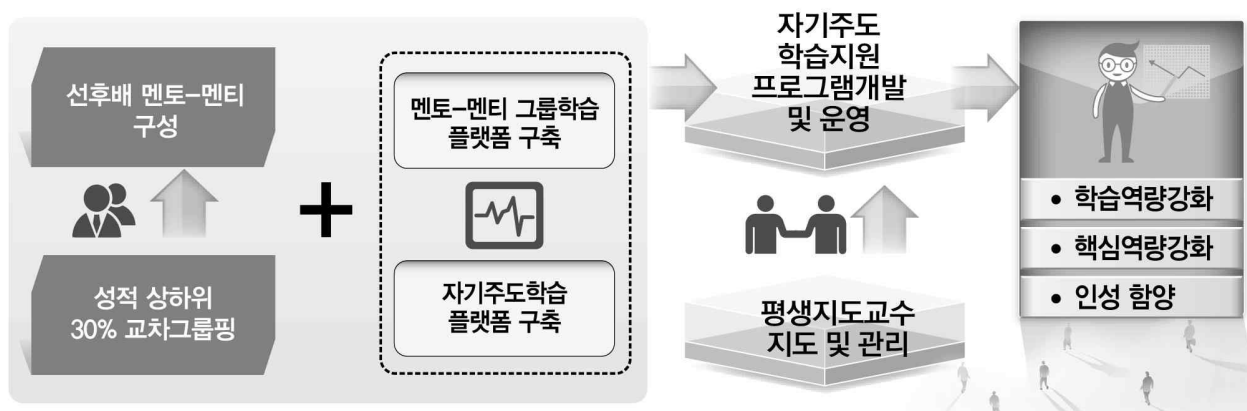 선후배 멘토-멘티
구성
성적 상하위
30% 교차그룹핑
+
멘토-멘티 그룹학습
플랫폼 구축
자기주도학습
플랫폼 구축
자기주도
학습지원
프로그램개발
및 운영
평생지도교수
지도 및 관리
• 학습역량강화
• 핵심역량강화
• 인성 함양